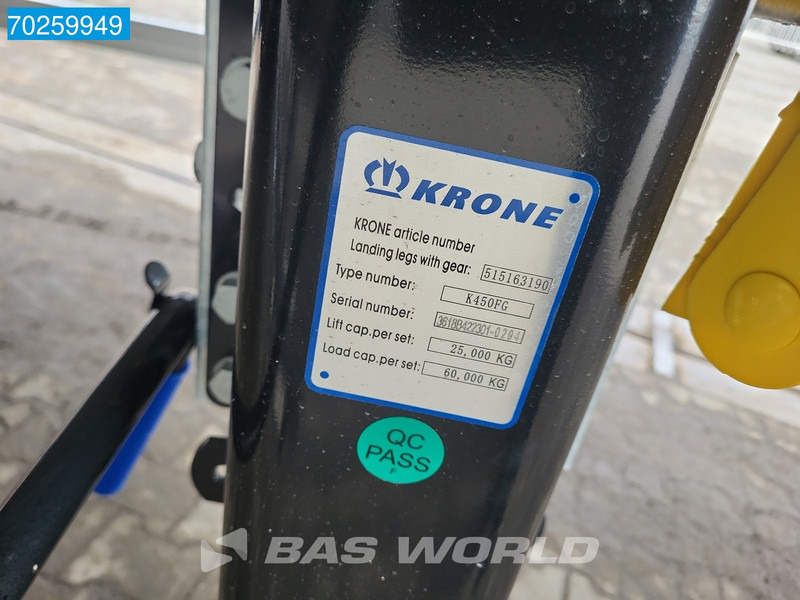 70259949
KRONE
KRONE article number
Landing legs with gear: 515163190
Type number: K450FG
Serial number: 3618B422301-0294
Lift cap.per set: 25,000 KG
Load cap.per set: 60,000 KG
QC
PASS
F
BAS WORLD